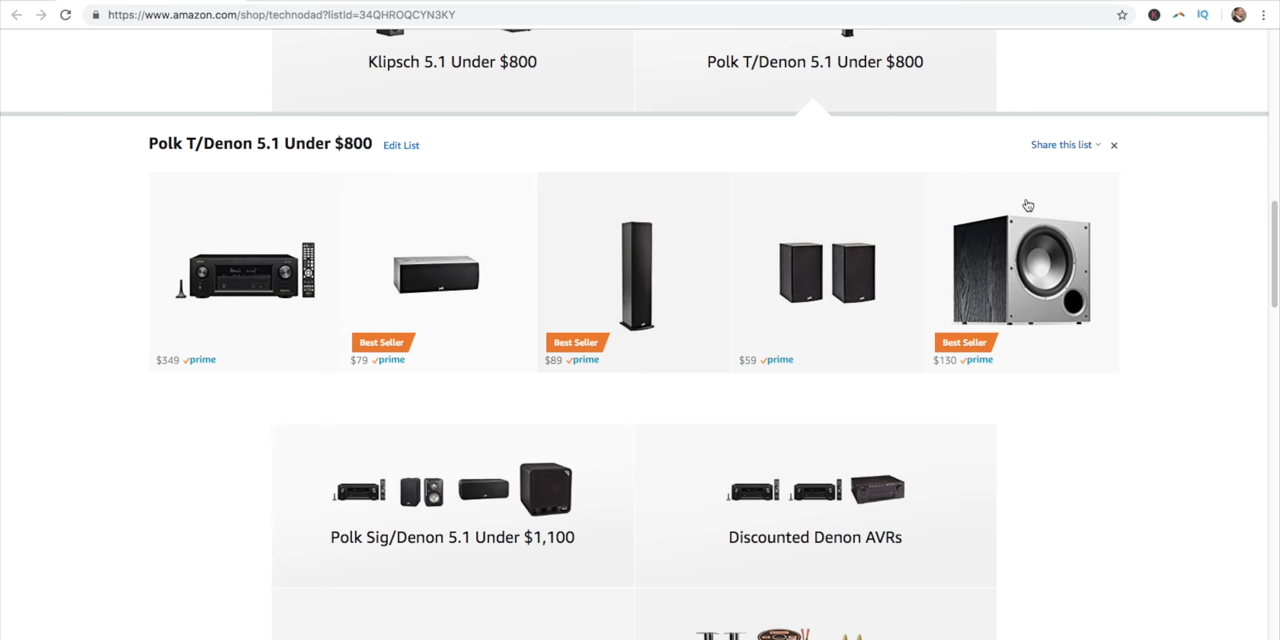 https://www.amazon.com/shop/technodad?listId=34QHROQCYN3KY
IQ
Klipsch 5.1 Under $800
Polk T/Denon 5.1 Under $800
Polk T/Denon 5.1 Under $800 Edit List
Share this list
Best Seller
Best Seller
Best Seller
$349 prime
$79 prime
$89 prime
$59 prime
$130 prime
Polk Sig/Denon 5.1 Under $1,100
Discounted Denon AVRs